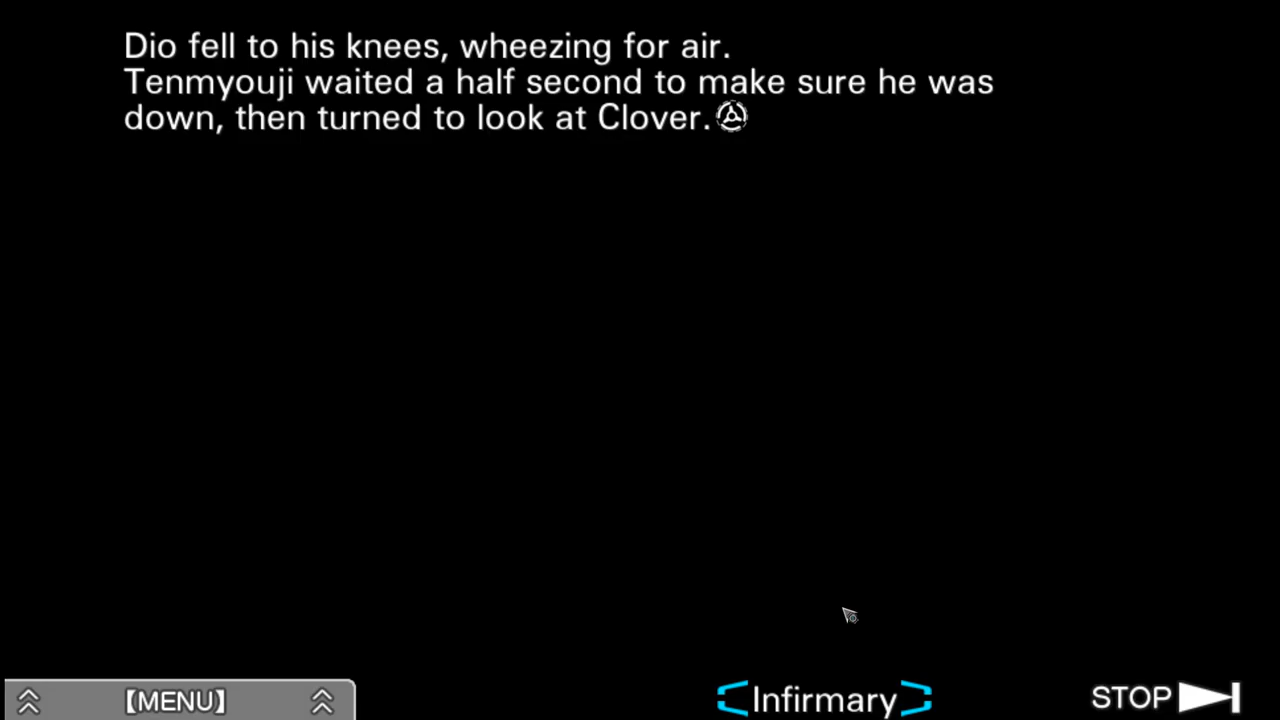 Dio fell to his knees, wheezing for air.
Tenmyouji waited a half second to make sure he was
down, then turned to look at Clover.
【MENU】
Infirmary
STOP